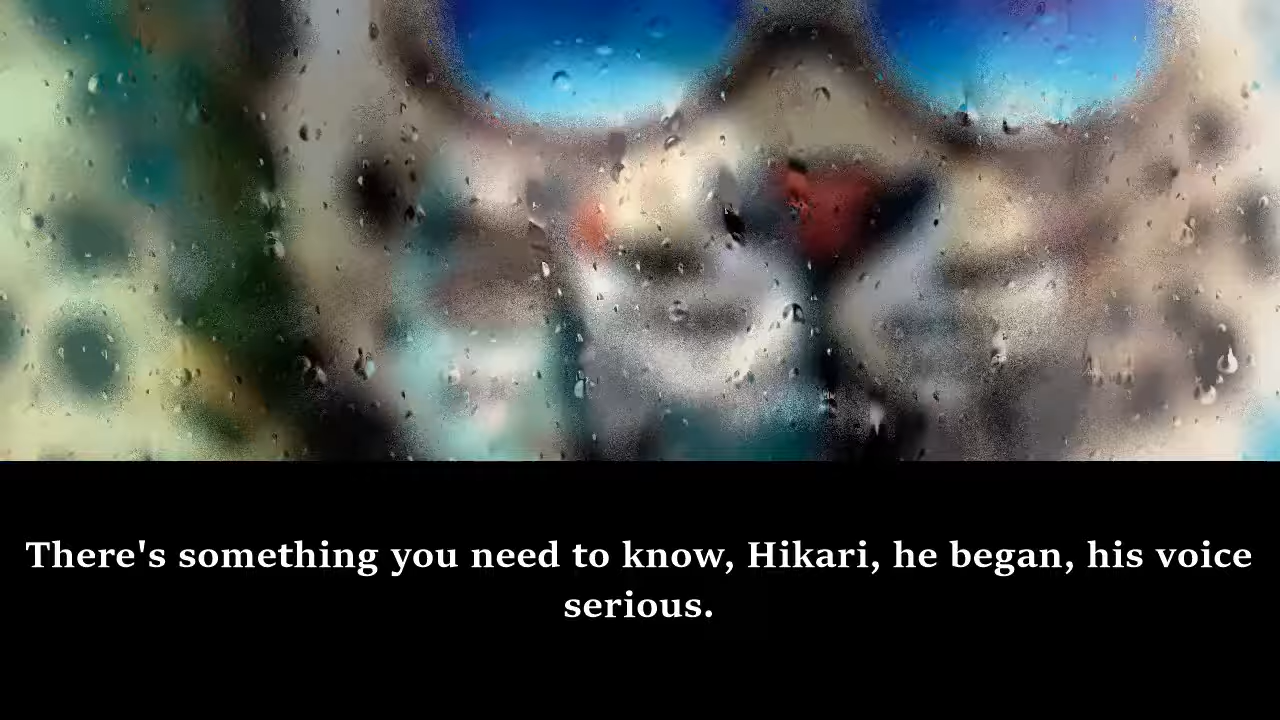 There's something you need to know, Hikari, he began, his voice
serious.